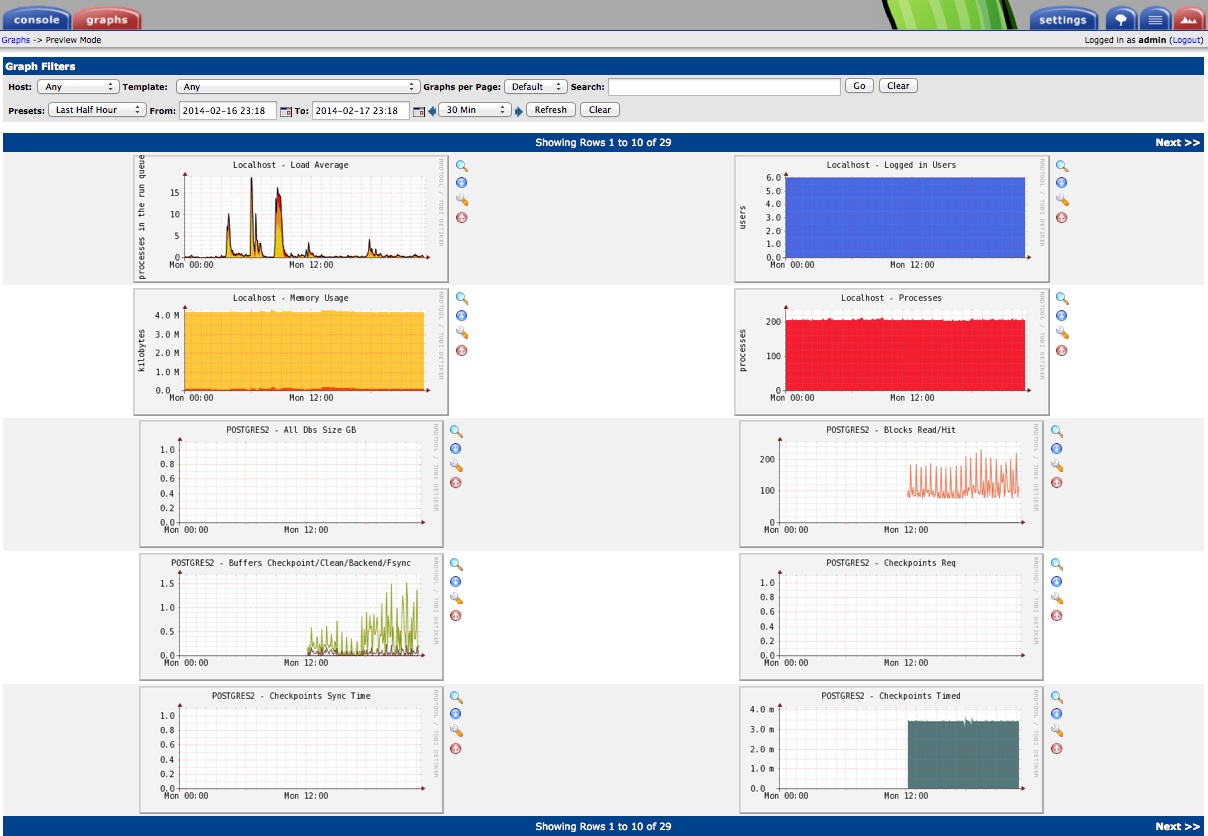 console graphs settings
Graphs -> Preview Mode Logged in as admin (Logout)
Graph Filters
Host: Any Template: Any Graphs per Page: Default Search: Go Clear
Presets: Last Half Hour From: 2014-02-16 23:18 To: 2014-02-17 23:18 30 Min Refresh Clear
Showing Rows 1 to 10 of 29 Next >>
Localhost - Load Average
processes in the run queue
15
10
5
0
Mon 00:00 Mon 12:00
RRDTOOL / TOBI OETIKER
Localhost - Logged in Users
users
6.0
5.0
4.0
3.0
2.0
1.0
0.0
Mon 00:00 Mon 12:00
RRDTOOL / TOBI OETIKER
Localhost - Memory Usage
kilobytes
4.0 M
3.0 M
2.0 M
1.0 M
0.0
Mon 00:00 Mon 12:00
RRDTOOL / TOBI OETIKER
Localhost - Processes
processes
200
100
0
Mon 00:00 Mon 12:00
RRDTOOL / TOBI OETIKER
POSTGRES2 - All Dbs Size GB
1.0
0.8
0.6
0.4
0.2
0.0
Mon 00:00 Mon 12:00
RRDTOOL / TOBI OETIKER
POSTGRES2 - Blocks Read/Hit
200
100
0
Mon 00:00 Mon 12:00
RRDTOOL / TOBI OETIKER
POSTGRES2 - Buffers Checkpoint/Clean/Backend/Fsync
1.5
1.0
0.5
0.0
Mon 00:00 Mon 12:00
RRDTOOL / TOBI OETIKER
POSTGRES2 - Checkpoints Req
1.0
0.8
0.6
0.4
0.2
0.0
Mon 00:00 Mon 12:00
RRDTOOL / TOBI OETIKER
POSTGRES2 - Checkpoints Sync Time
1.0
0.8
0.6
0.4
0.2
0.0
Mon 00:00 Mon 12:00
RRDTOOL / TOBI OETIKER
POSTGRES2 - Checkpoints Timed
4.0 m
3.0 m
2.0 m
1.0 m
0.0
Mon 00:00 Mon 12:00
RRDTOOL / TOBI OETIKER
Showing Rows 1 to 10 of 29 Next >>